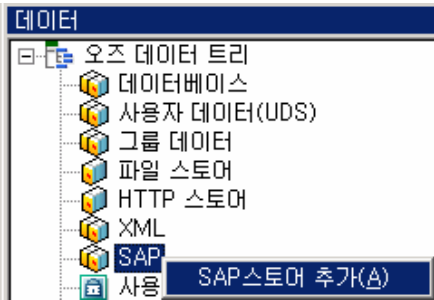 데이터
오즈 데이터 트리
데이터베이스
사용자 데이터(UDS)
그룹 데이터
파일 스토어
HTTP 스토어
XML
SAP
SAP스토어 추가(A)
사용